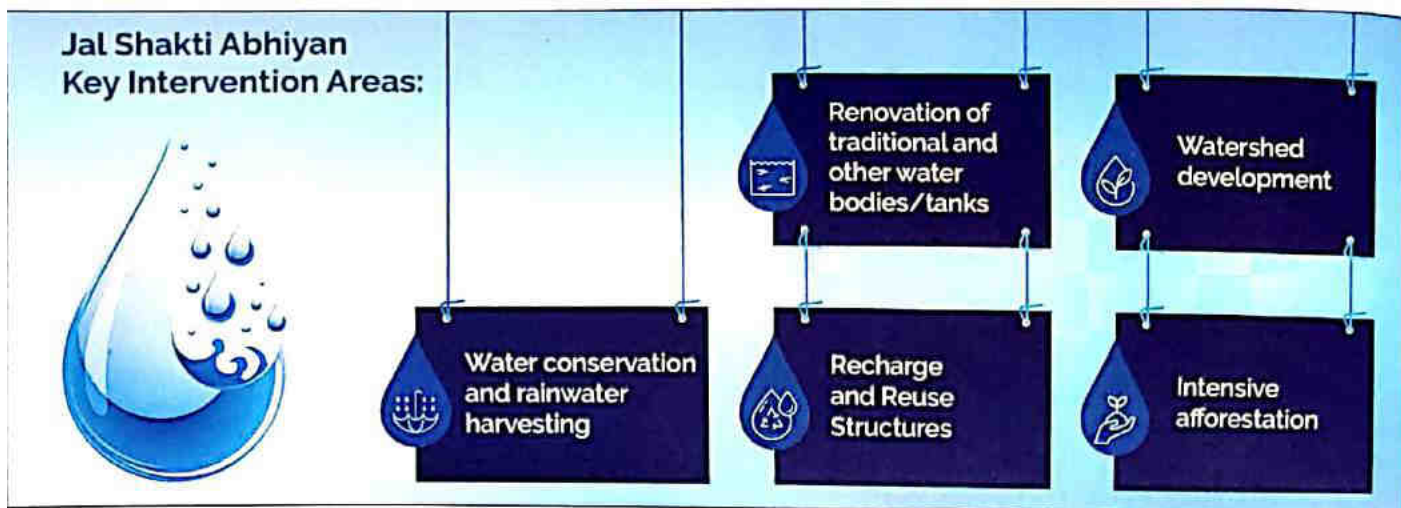 Jal Shakti Abhiyan
Key Intervention Areas:
Water conservation
and rainwater
harvesting
Renovation of
traditional and
other water
bodies/tanks
Recharge
and Reuse
Structures
Watershed
development
Intensive
afforestation